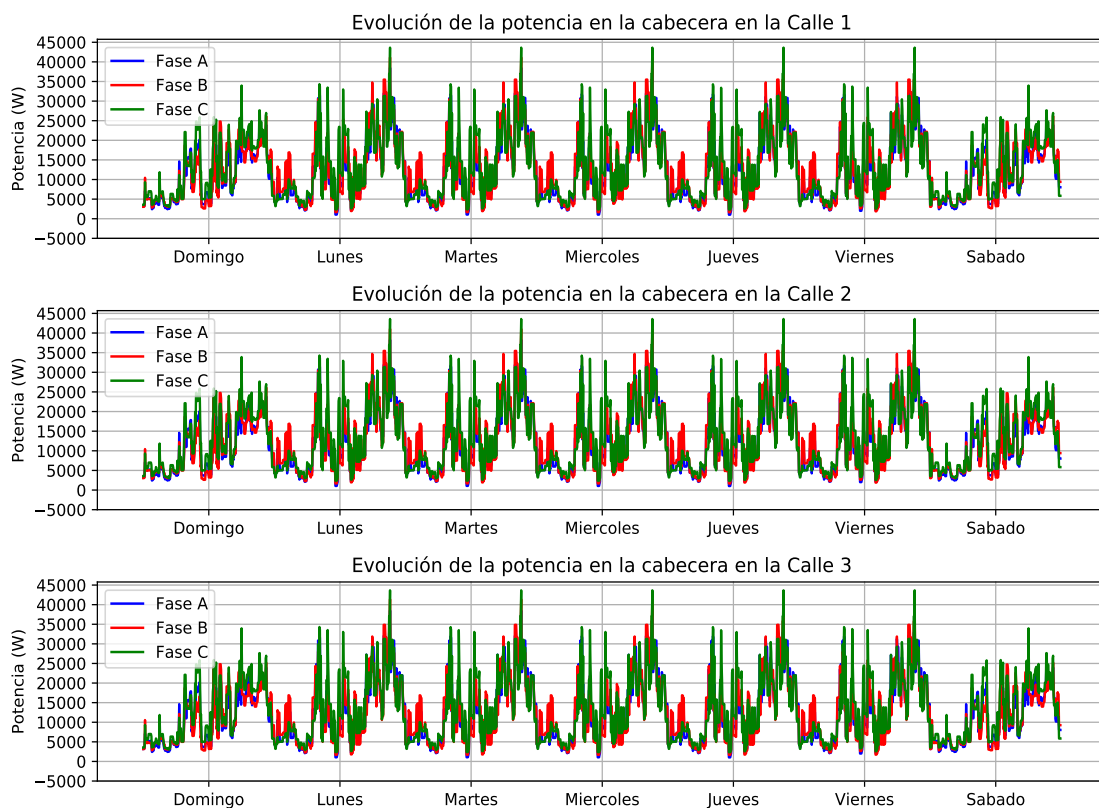 Evolución de la potencia en la cabecera en la Calle 1
Potencia (W)
45000
40000
35000
30000
25000
20000
15000
10000
5000
0
−5000
Fase A
Fase B
Fase C
Domingo Lunes Martes Miercoles Jueves Viernes Sabado
Evolución de la potencia en la cabecera en la Calle 2
Potencia (W)
45000
40000
35000
30000
25000
20000
15000
10000
5000
0
−5000
Fase A
Fase B
Fase C
Domingo Lunes Martes Miercoles Jueves Viernes Sabado
Evolución de la potencia en la cabecera en la Calle 3
Potencia (W)
45000
40000
35000
30000
25000
20000
15000
10000
5000
0
−5000
Fase A
Fase B
Fase C
Domingo Lunes Martes Miercoles Jueves Viernes Sabado